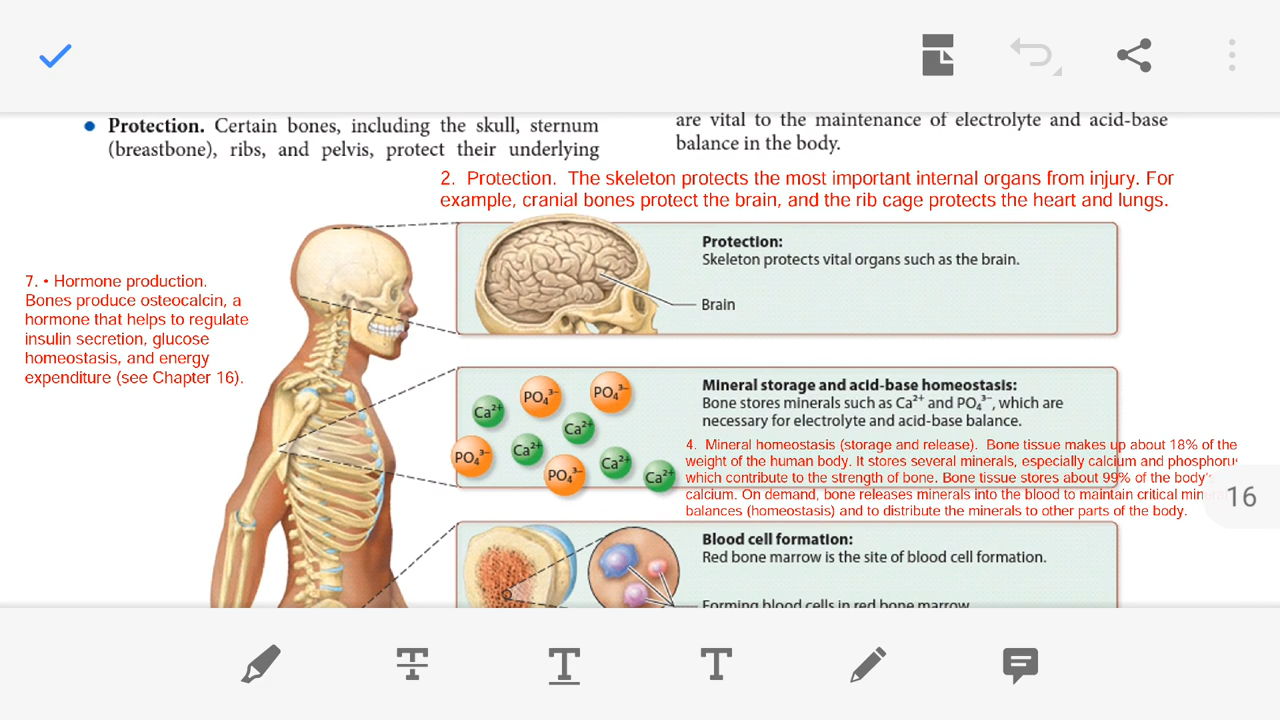 • Protection. Certain bones, including the skull, sternum
(breastbone), ribs, and pelvis, protect their underlying
are vital to the maintenance of electrolyte and acid-base
balance in the body.
2. Protection. The skeleton protects the most important internal organs from injury. For
example, cranial bones protect the brain, and the rib cage protects the heart and lungs.
Protection:
Skeleton protects vital organs such as the brain.
Brain
7. • Hormone production.
Bones produce osteocalcin, a
hormone that helps to regulate
insulin secretion, glucose
homeostasis, and energy
expenditure (see Chapter 16).
Mineral storage and acid-base homeostasis:
Bone stores minerals such as Ca²⁺ and PO₄³⁻, which are
necessary for electrolyte and acid-base balance.
PO₄³⁻
PO₄³⁻
Ca²⁺
Ca²⁺
Ca²⁺
PO₄³⁻
Ca²⁺
PO₄³⁻
Ca²⁺
4. Mineral homeostasis (storage and release). Bone tissue makes up about 18% of the
weight of the human body. It stores several minerals, especially calcium and
which contribute to the strength of bone. Bone tissue stores about 99% of the body's
calcium. On demand, bone releases minerals into the blood to maintain critical
balances (homeostasis) and to distribute the minerals to other parts of the body.
16
Blood cell formation:
Red bone marrow is the site of blood cell formation.
Forming blood cells in red bone marrow